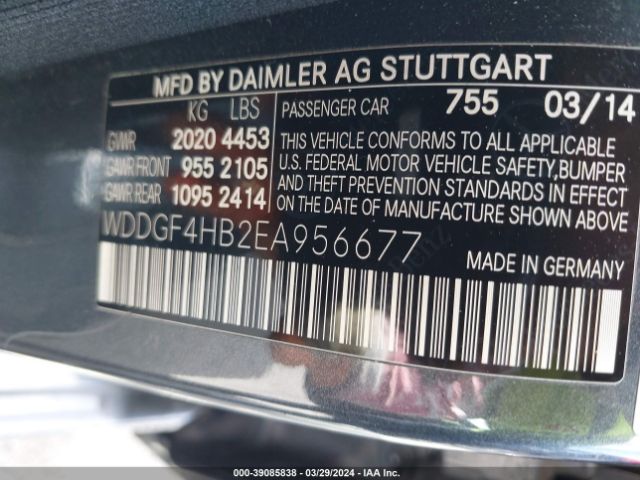 MFD BY DAIMLER AG STUTTGART
KG LBS
GVWR 2020 4453
GAWR FRONT 955 2105
GAWR REAR 1095 2414
PASSENGER CAR 755 03/14
THIS VEHICLE CONFORMS TO ALL APPLICABLE
U.S. FEDERAL MOTOR VEHICLE SAFETY,BUMPER
AND THEFT PREVENTION STANDARDS IN EFFECT
ON THE DATE OF MANUFACTURE SHOWN ABOVE
WDDGF4HB2EA956677
MADE IN GERMANY
000-39085838 - 03/29/2024 - IAA Inc.